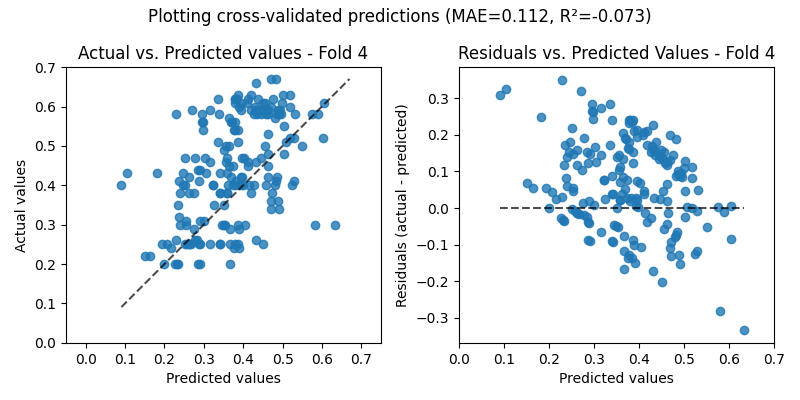 Plotting cross-validated predictions (MAE=0.112, R²=-0.073)
Actual vs. Predicted values - Fold 4
Actual values
0.7
0.6
0.5
0.4
0.3
0.2
0.1
0.0
0.0 0.1 0.2 0.3 0.4 0.5 0.6 0.7
Predicted values
Residuals vs. Predicted Values - Fold 4
Residuals (actual - predicted)
0.3
0.2
0.1
0.0
−0.1
−0.2
−0.3
0.0 0.1 0.2 0.3 0.4 0.5 0.6 0.7
Predicted values